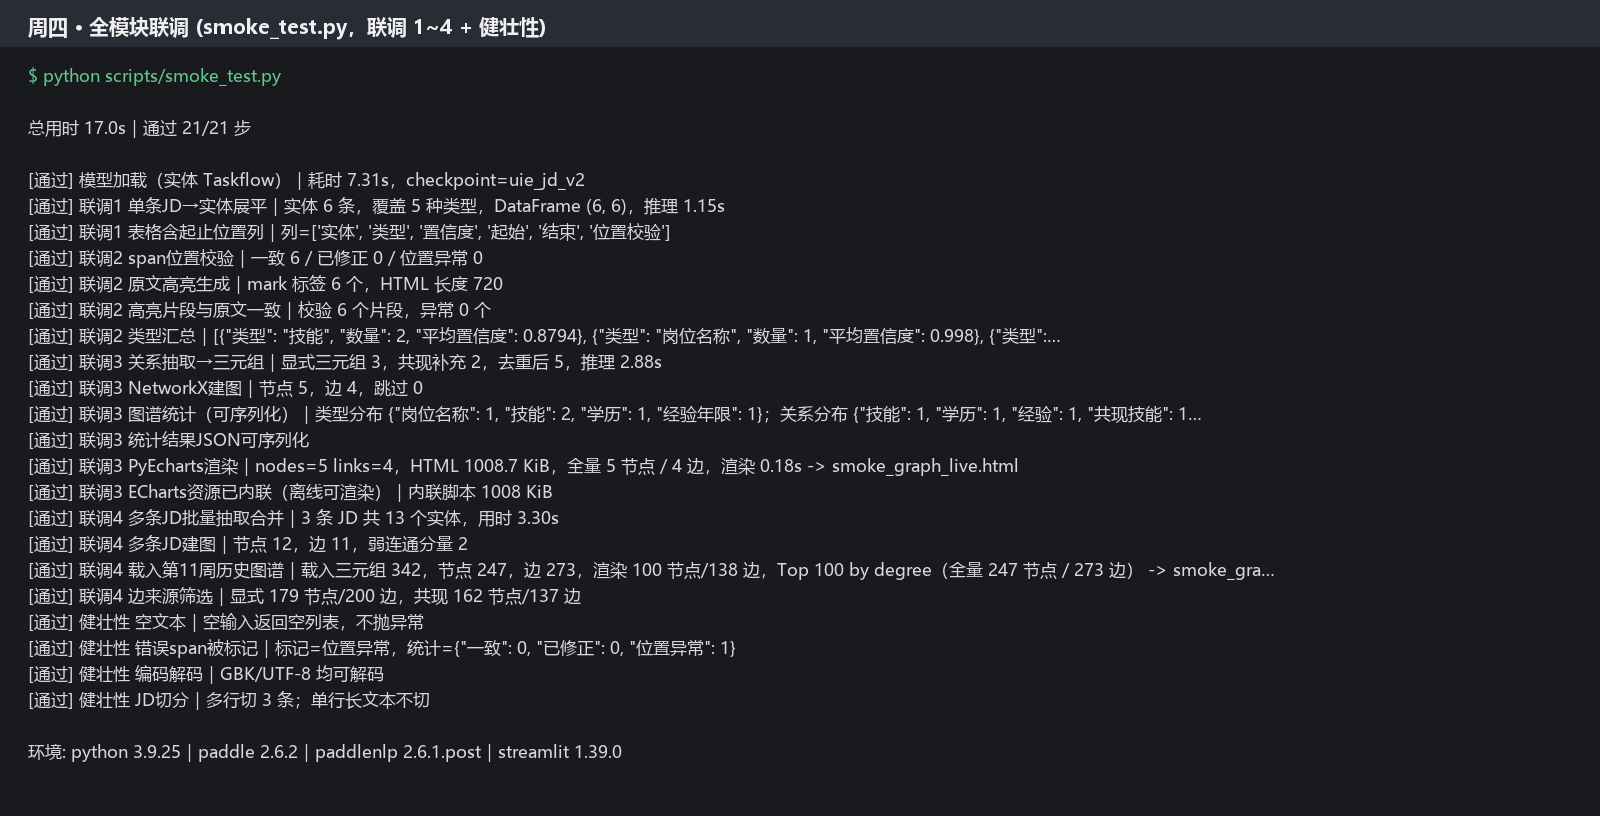 周四 • 全模块联调 (smoke_test.py，联调 1~4 + 健壮性)
$ python scripts/smoke_test.py
总用时 17.0s | 通过 21/21 步
[通过] 模型加载（实体 Taskflow） | 耗时 7.31s，checkpoint=uie_jd_v2
[通过] 联调1 单条JD→实体展平 | 实体 6 条，覆盖 5 种类型，DataFrame (6, 6)，推理 1.15s
[通过] 联调1 表格含起止位置列 | 列=['实体', '类型', '置信度', '起始', '结束', '位置校验']
[通过] 联调2 span位置校验 | 一致 6 / 已修正 0 / 位置异常 0
[通过] 联调2 原文高亮生成 | mark 标签 6 个，HTML 长度 720
[通过] 联调2 高亮片段与原文一致 | 校验 6 个片段，异常 0 个
[通过] 联调2 类型汇总 | [{"类型": "技能", "数量": 2, "平均置信度": 0.8794}, {"类型": "岗位名称", "数量": 1, "平均置信度": 0.998}, {"类型":...
[通过] 联调3 关系抽取→三元组 | 显式三元组 3，共现补充 2，去重后 5，推理 2.88s
[通过] 联调3 NetworkX建图 | 节点 5，边 4，跳过 0
[通过] 联调3 图谱统计（可序列化） | 类型分布 {"岗位名称": 1, "技能": 2, "学历": 1, "经验年限": 1}；关系分布 {"技能": 1, "学历": 1, "经验": 1, "共现技能": 1...
[通过] 联调3 统计结果JSON可序列化
[通过] 联调3 PyEcharts渲染 | nodes=5 links=4，HTML 1008.7 KiB，全量 5 节点 / 4 边，渲染 0.18s -> smoke_graph_live.html
[通过] 联调3 ECharts资源已内联（离线可渲染） | 内联脚本 1008 KiB
[通过] 联调4 多条JD批量抽取合并 | 3 条 JD 共 13 个实体，用时 3.30s
[通过] 联调4 多条JD建图 | 节点 12，边 11，弱连通分量 2
[通过] 联调4 载入第11周历史图谱 | 载入三元组 342，节点 247，边 273，渲染 100 节点/138 边，Top 100 by degree（全量 247 节点 / 273 边） -> smoke_gra...
[通过] 联调4 边来源筛选 | 显式 179 节点/200 边，共现 162 节点/137 边
[通过] 健壮性 空文本 | 空输入返回空列表，不抛异常
[通过] 健壮性 错误span被标记 | 标记=位置异常，统计={"一致": 0, "已修正": 0, "位置异常": 1}
[通过] 健壮性 编码解码 | GBK/UTF-8 均可解码
[通过] 健壮性 JD切分 | 多行切 3 条；单行长文本不切
环境: python 3.9.25 | paddle 2.6.2 | paddlenlp 2.6.1.post | streamlit 1.39.0